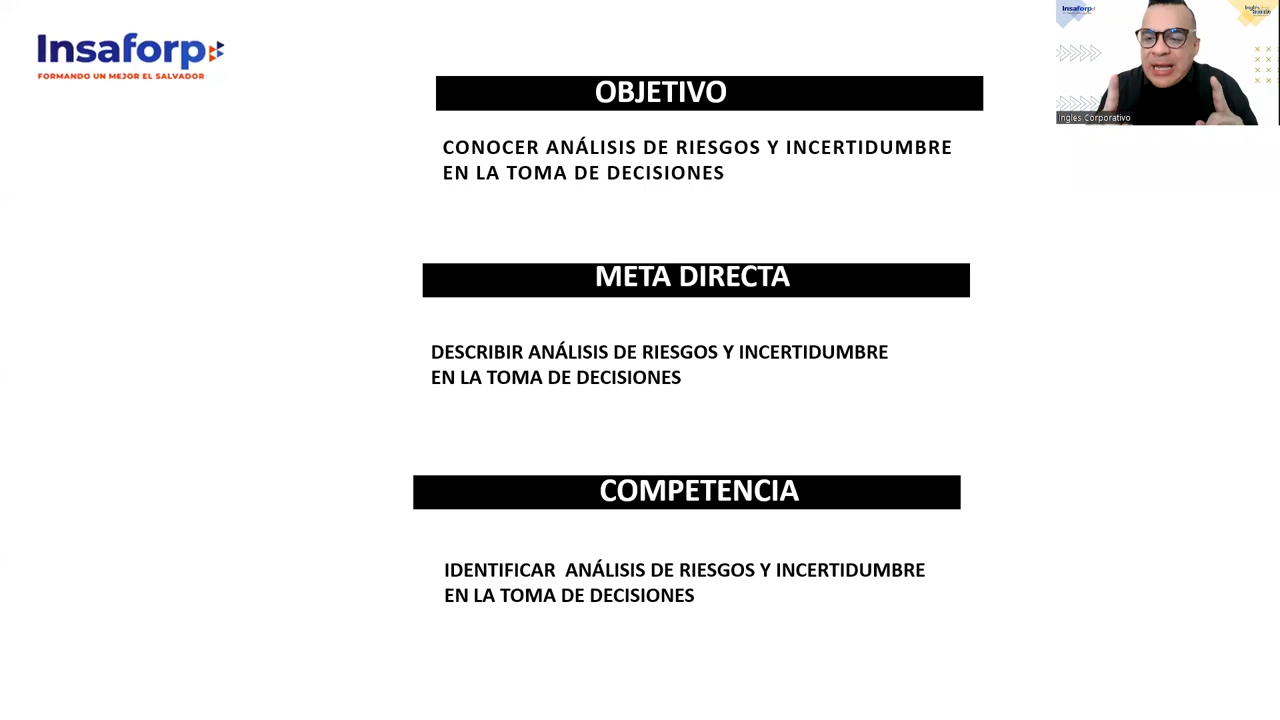 Insaforp
FORMANDO UN MEJOR EL SALVADOR
OBJETIVO
CONOCER ANÁLISIS DE RIESGOS Y INCERTIDUMBRE
EN LA TOMA DE DECISIONES
META DIRECTA
DESCRIBIR ANÁLISIS DE RIESGOS Y INCERTIDUMBRE
EN LA TOMA DE DECISIONES
COMPETENCIA
IDENTIFICAR  ANÁLISIS DE RIESGOS Y INCERTIDUMBRE
EN LA TOMA DE DECISIONES
Insaforp
Ingles Corporativo